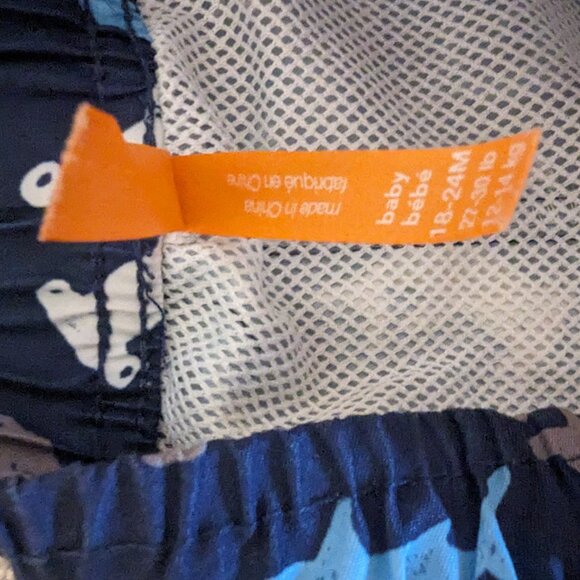 baby
bébé
18-24M
27-30 lb
12-14 kg
made in China
fabriqué en Chine